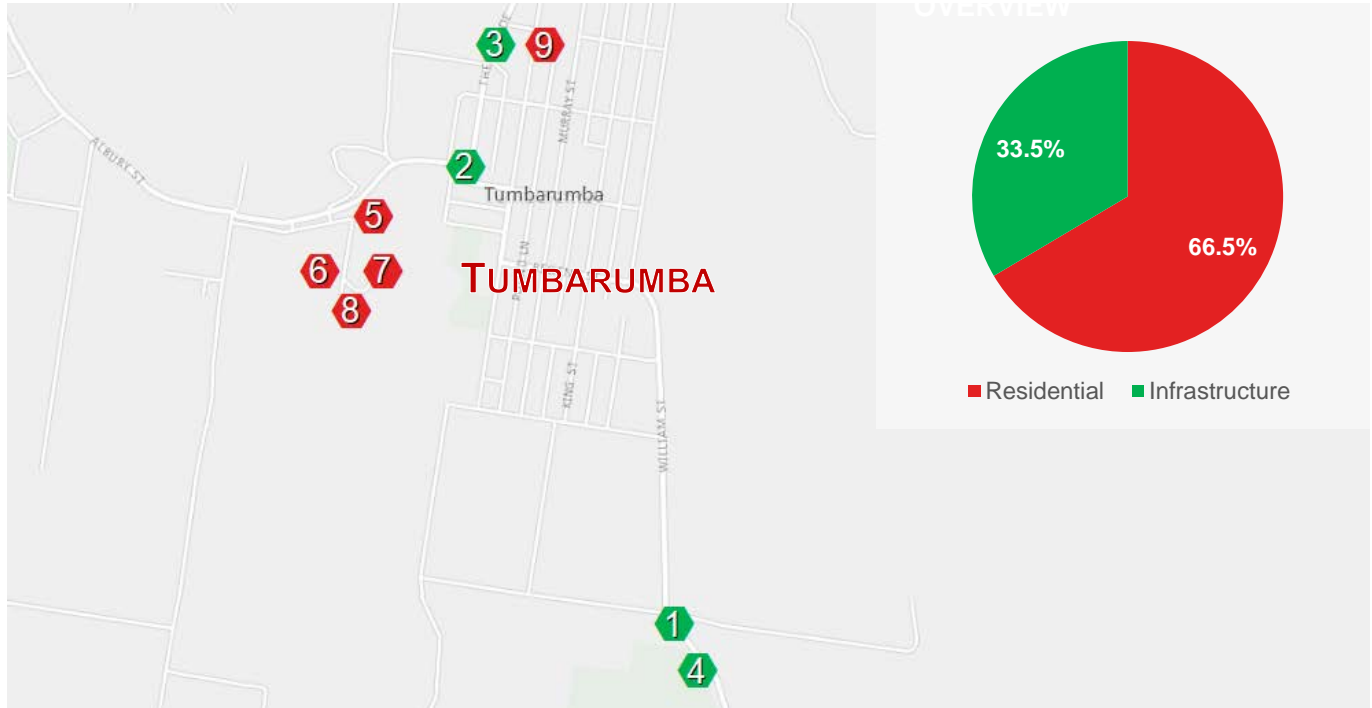 OVERVIEW
3
9
MURRAY ST
ALBURY ST
2
Tumbarumba
5
6
7
8
TUMBARUMBA
KING ST
WILLIAM ST
1
4
33.5%
66.5%
Residential
Infrastructure